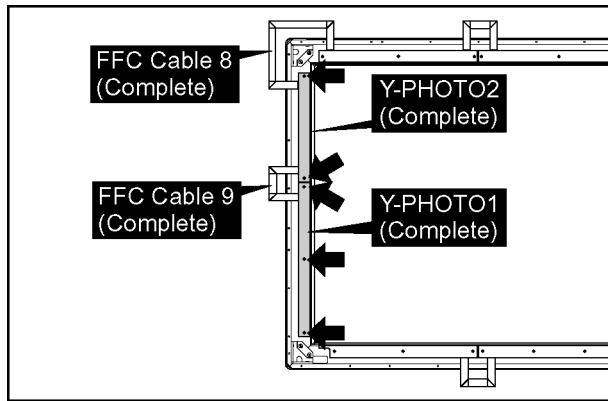 FFC Cable 8
(Complete)
Y-PHOTO2
(Complete)
FFC Cable 9
(Complete)
Y-PHOTO1
(Complete)